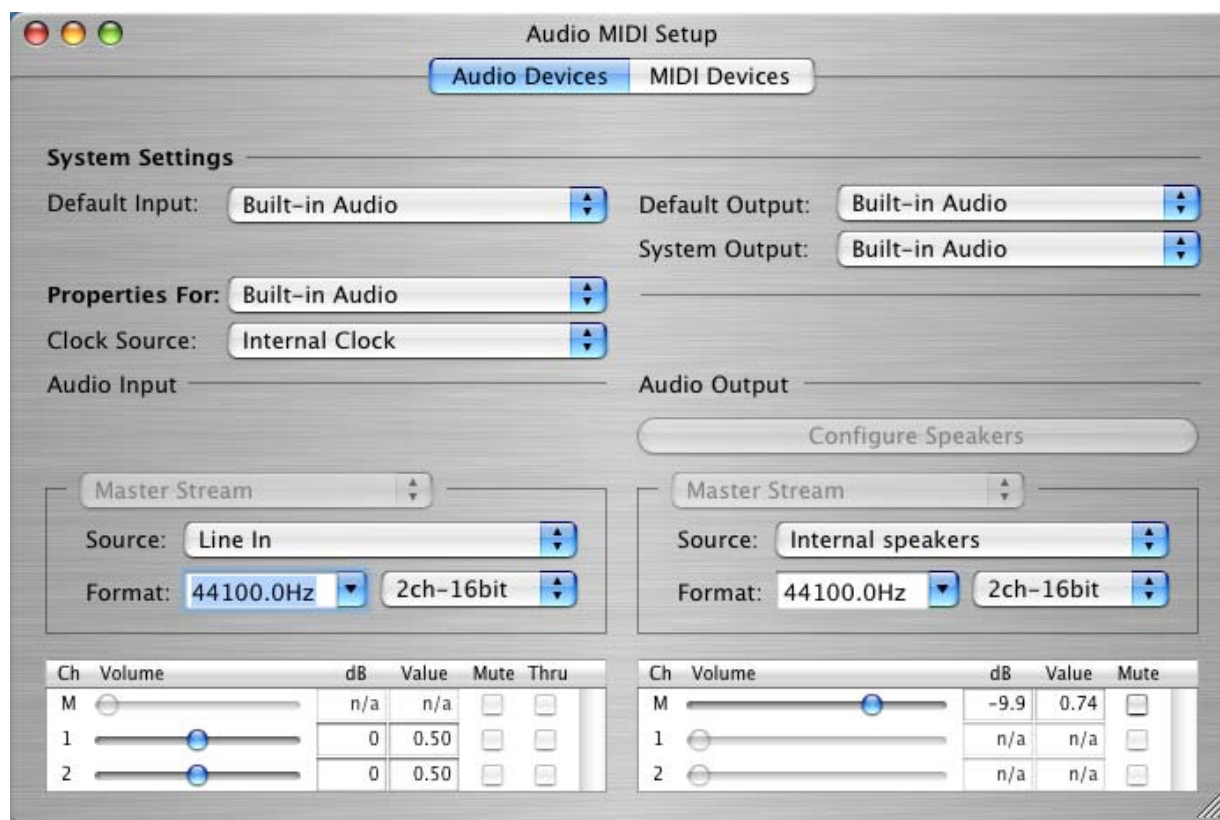 Audio MIDI Setup
Audio Devices MIDI Devices
System Settings
Default Input: Built-in Audio
Default Output: Built-in Audio
System Output: Built-in Audio
Properties For: Built-in Audio
Clock Source: Internal Clock
Audio Input
Audio Output
Configure Speakers
Master Stream
Source: Line In
Format: 44100.0Hz 2ch-16bit
Master Stream
Source: Internal speakers
Format: 44100.0Hz 2ch-16bit
Ch Volume dB Value Mute Thru
M n/a n/a
1 0 0.50
2 0 0.50
Ch Volume dB Value Mute
M -9.9 0.74
1 n/a n/a
2 n/a n/a